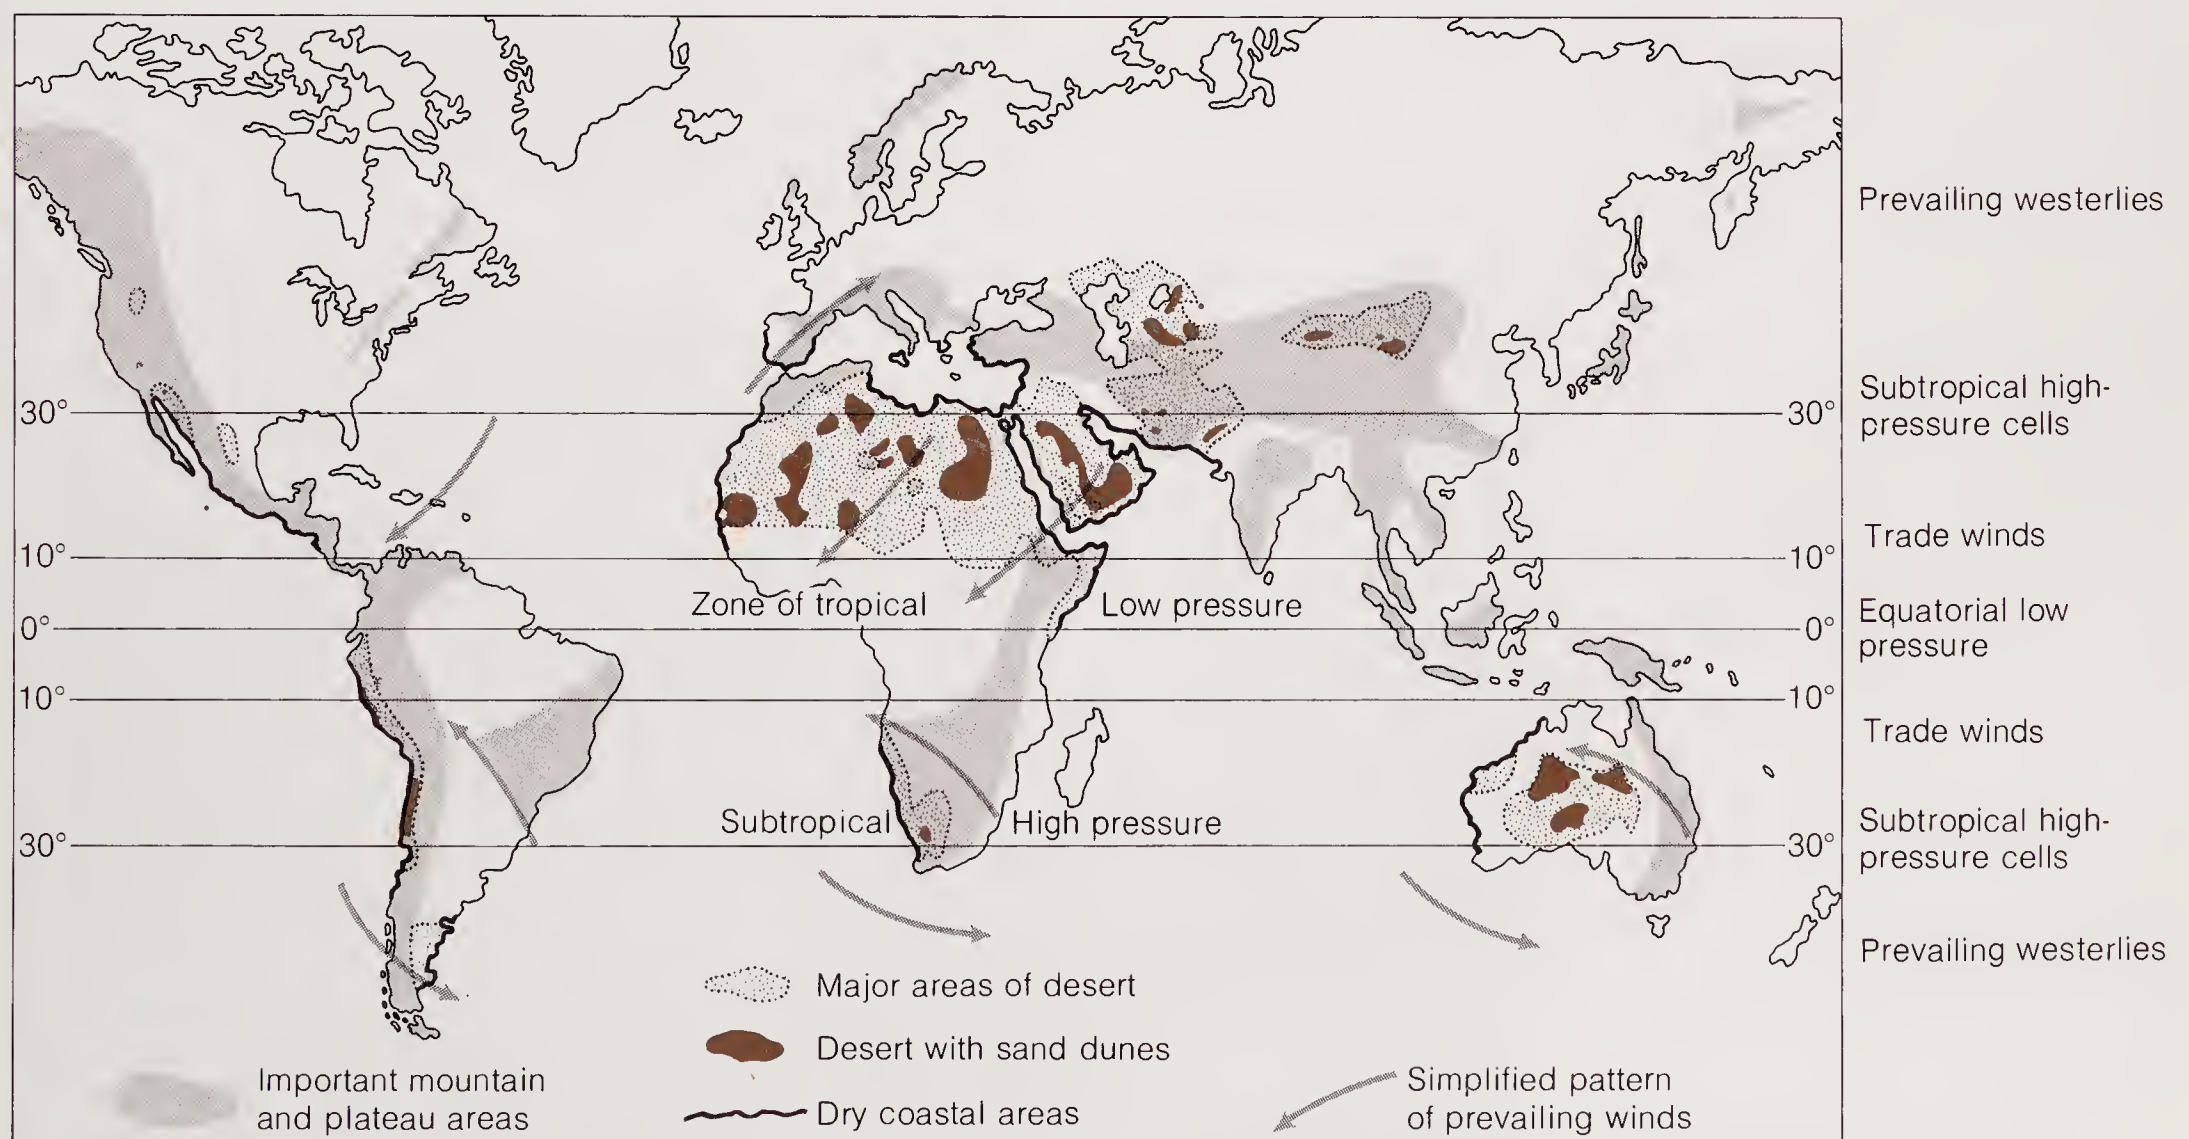 Prevailing westerlies
Subtropical high-
pressure cells
30°
30°
Trade winds
10°
10°
Zone of tropical
Low pressure
Equatorial low
pressure
0°
0°
10°
10°
Trade winds
Subtropical
High pressure
Subtropical high-
pressure cells
30°
30°
Prevailing westerlies
Major areas of desert
Desert with sand dunes
Dry coastal areas
Important mountain
and plateau areas
Simplified pattern
of prevailing winds